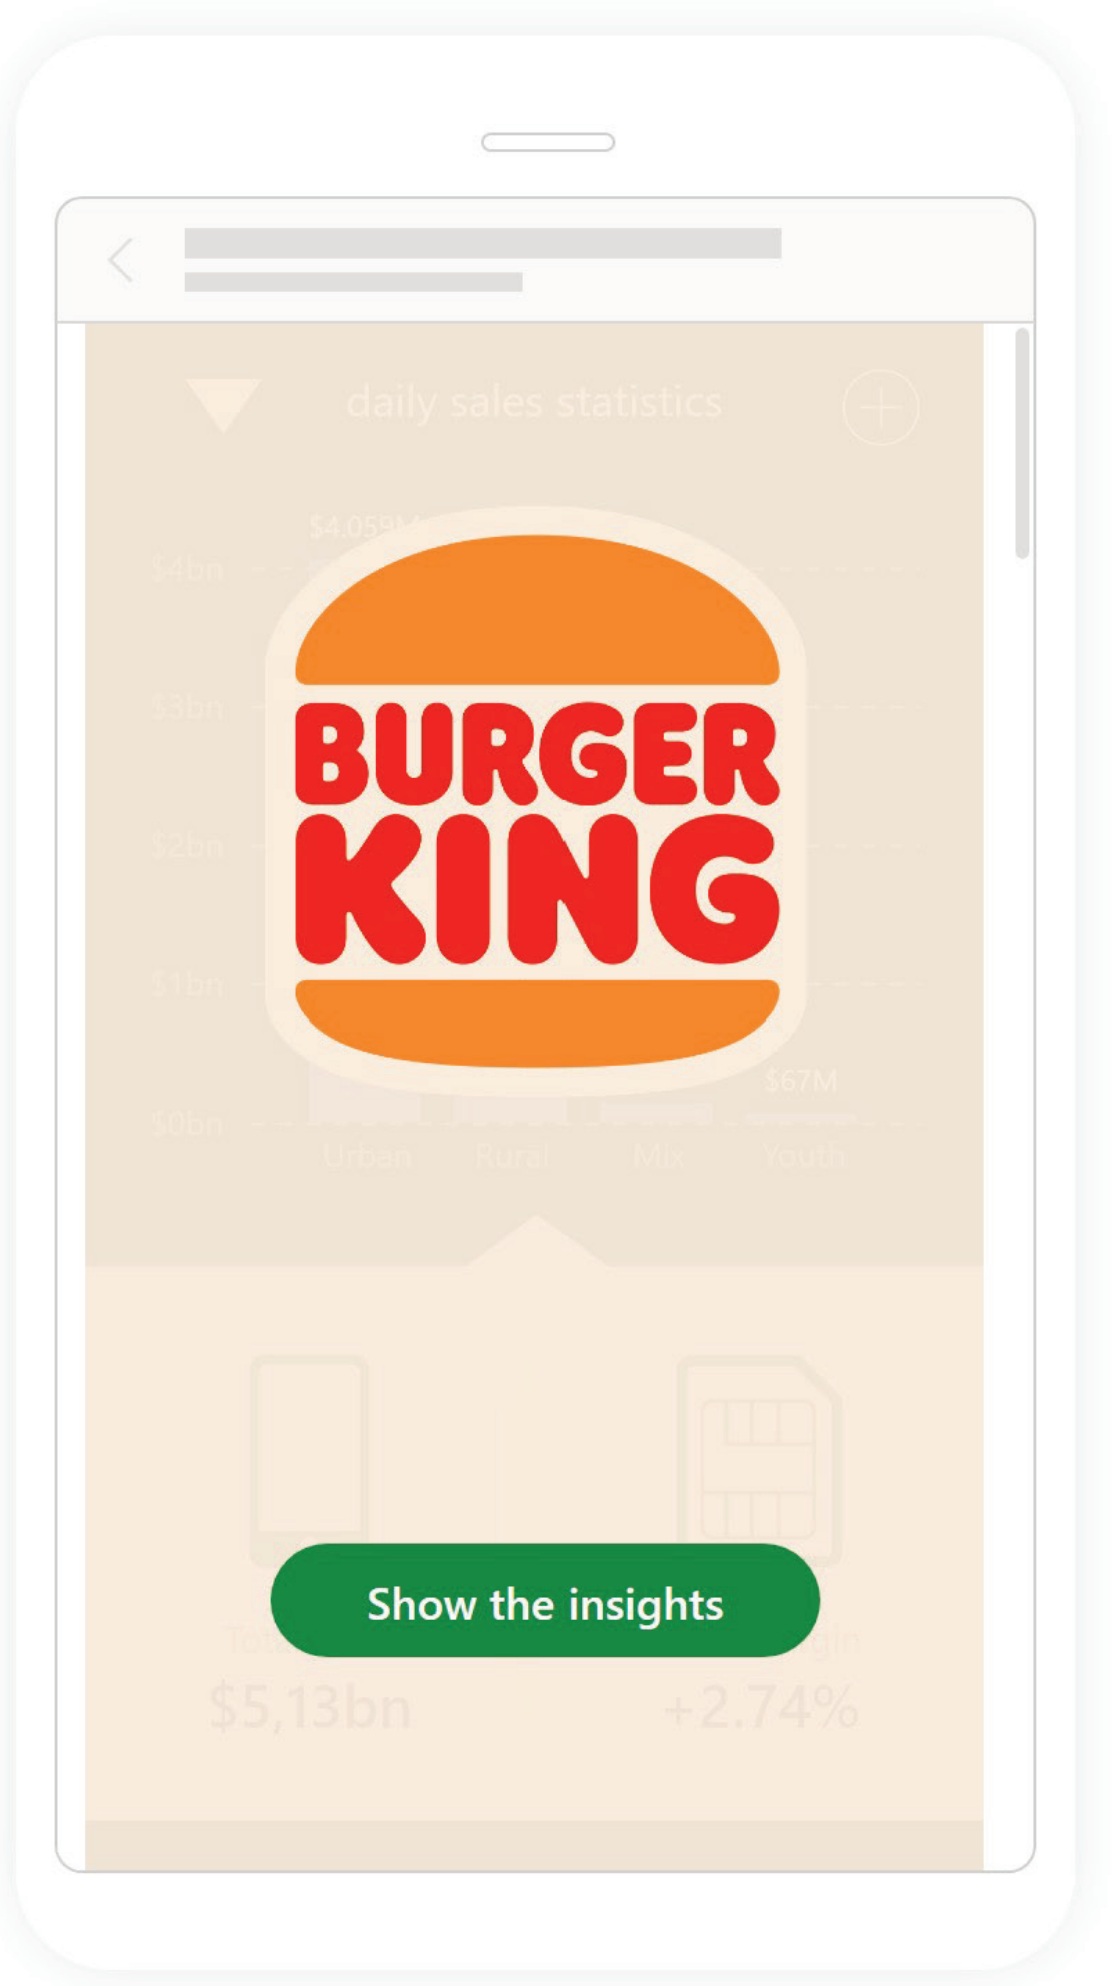 daily sales statistics
$4.059M
$4bn
$3bn
BURGER
KING
$2bn
$1bn
$67M
$0bn
Urban Rural Mix Youth
Show the insights
$5,13bn +2.74%